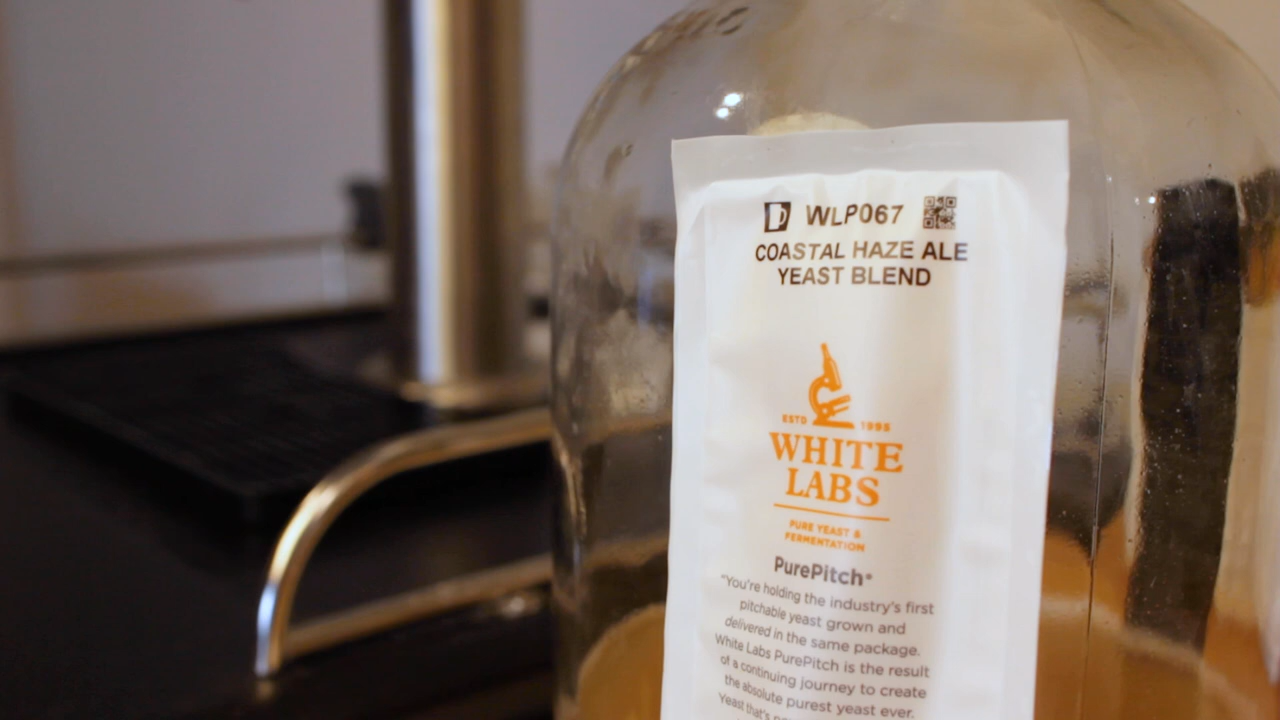 WLP067
COASTAL HAZE ALE
YEAST BLEND
ESTD 1995
WHITE
LABS
PURE YEAST &
FERMENTATION
PurePitch®
"You're holding the industry's first
pitchable yeast grown and
delivered in the same package.
White Labs PurePitch is the result
of a continuing journey to create
the absolute purest yeast ever.
Yeast that's